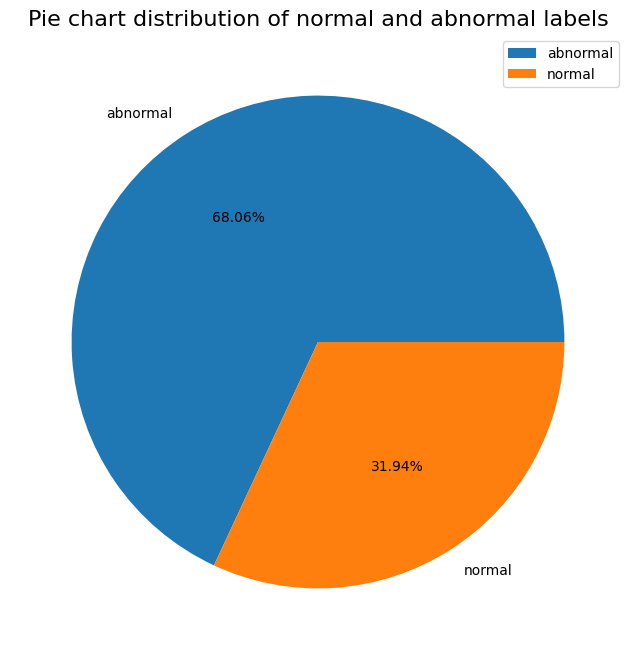 Pie chart distribution of normal and abnormal labels
abnormal
normal
abnormal
68.06%
31.94%
normal